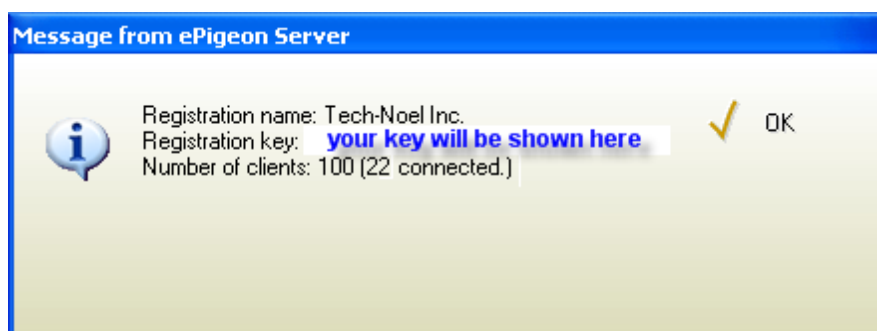 Message from ePigeon Server
Registration name: Tech-Noel Inc.
Registration key: your key will be shown here
Number of clients: 100 (22 connected.)
OK